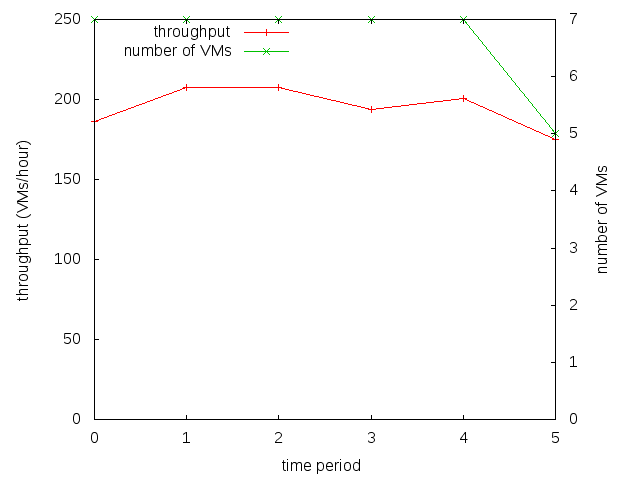 250
200
150
100
50
0
throughput (VMs/hour)
throughput
number of VMs
7
6
5
4
3
2
1
0
number of VMs
0 1 2 3 4 5
time period